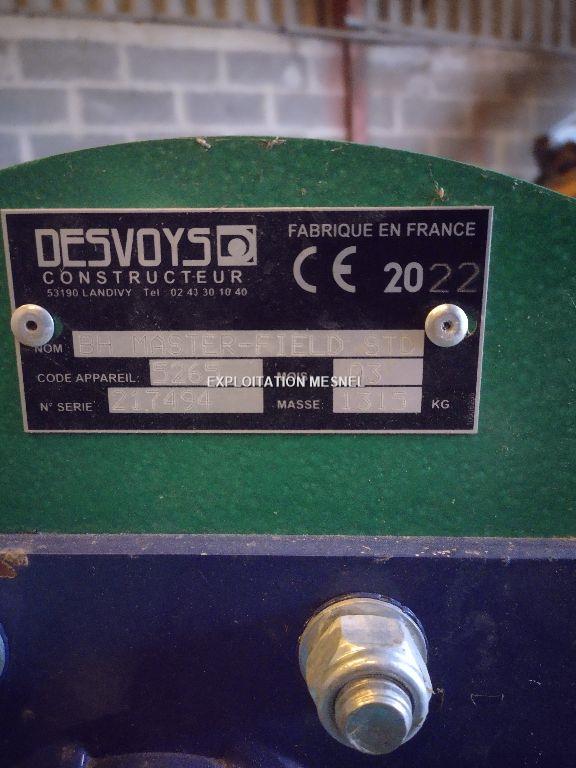 DESVOYS
CONSTRUCTEUR
53190 LANDIVY Tel : 02 43 30 10 40
FABRIQUE EN FRANCE
CE 2022
NOM : BH MASTER-FIELD STD
CODE APPAREIL: 5265 MOIS: 03
EXPLOITATION MESNEL
N° SERIE : 217494 MASSE: 1315 KG